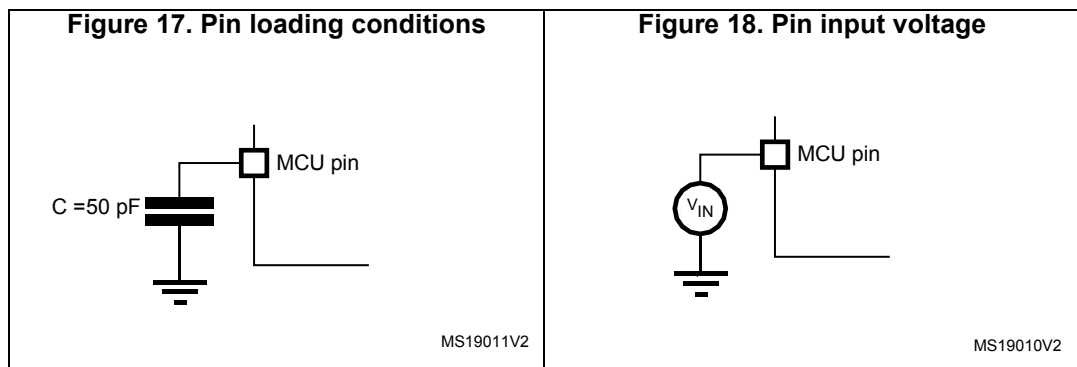 Figure 17. Pin loading conditions
MCU pin
C =50 pF
MS19011V2
Figure 18. Pin input voltage
MCU pin
VIN
MS19010V2